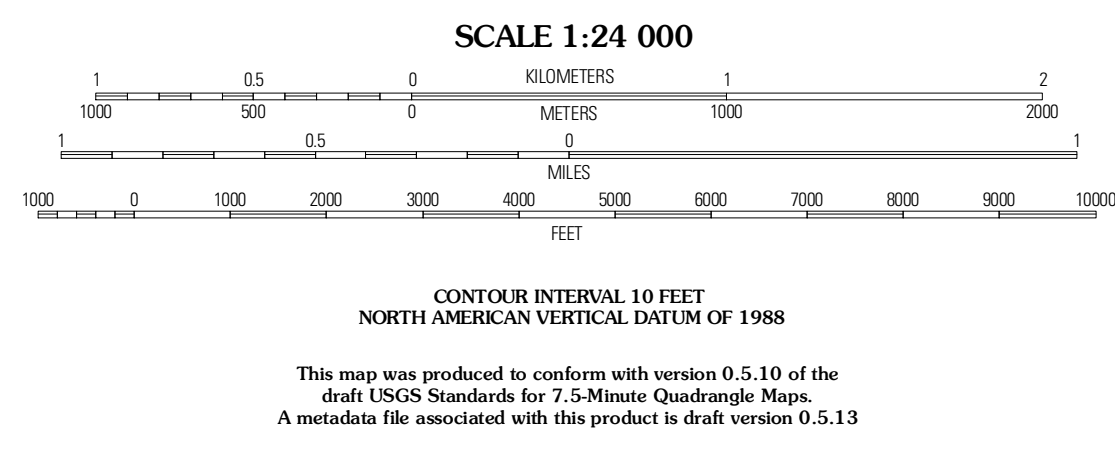 SCALE 1:24 000
1 0.5 0 KILOMETERS 1 2
1000 500 0 METERS 1000 2000
1 0.5 0 1
MILES
1000 0 1000 2000 3000 4000 5000 6000 7000 8000 9000 10000
FEET
CONTOUR INTERVAL 10 FEET
NORTH AMERICAN VERTICAL DATUM OF 1988
This map was produced to conform with version 0.5.10 of the
draft USGS Standards for 7.5-Minute Quadrangle Maps.
A metadata file associated with this product is draft version 0.5.13